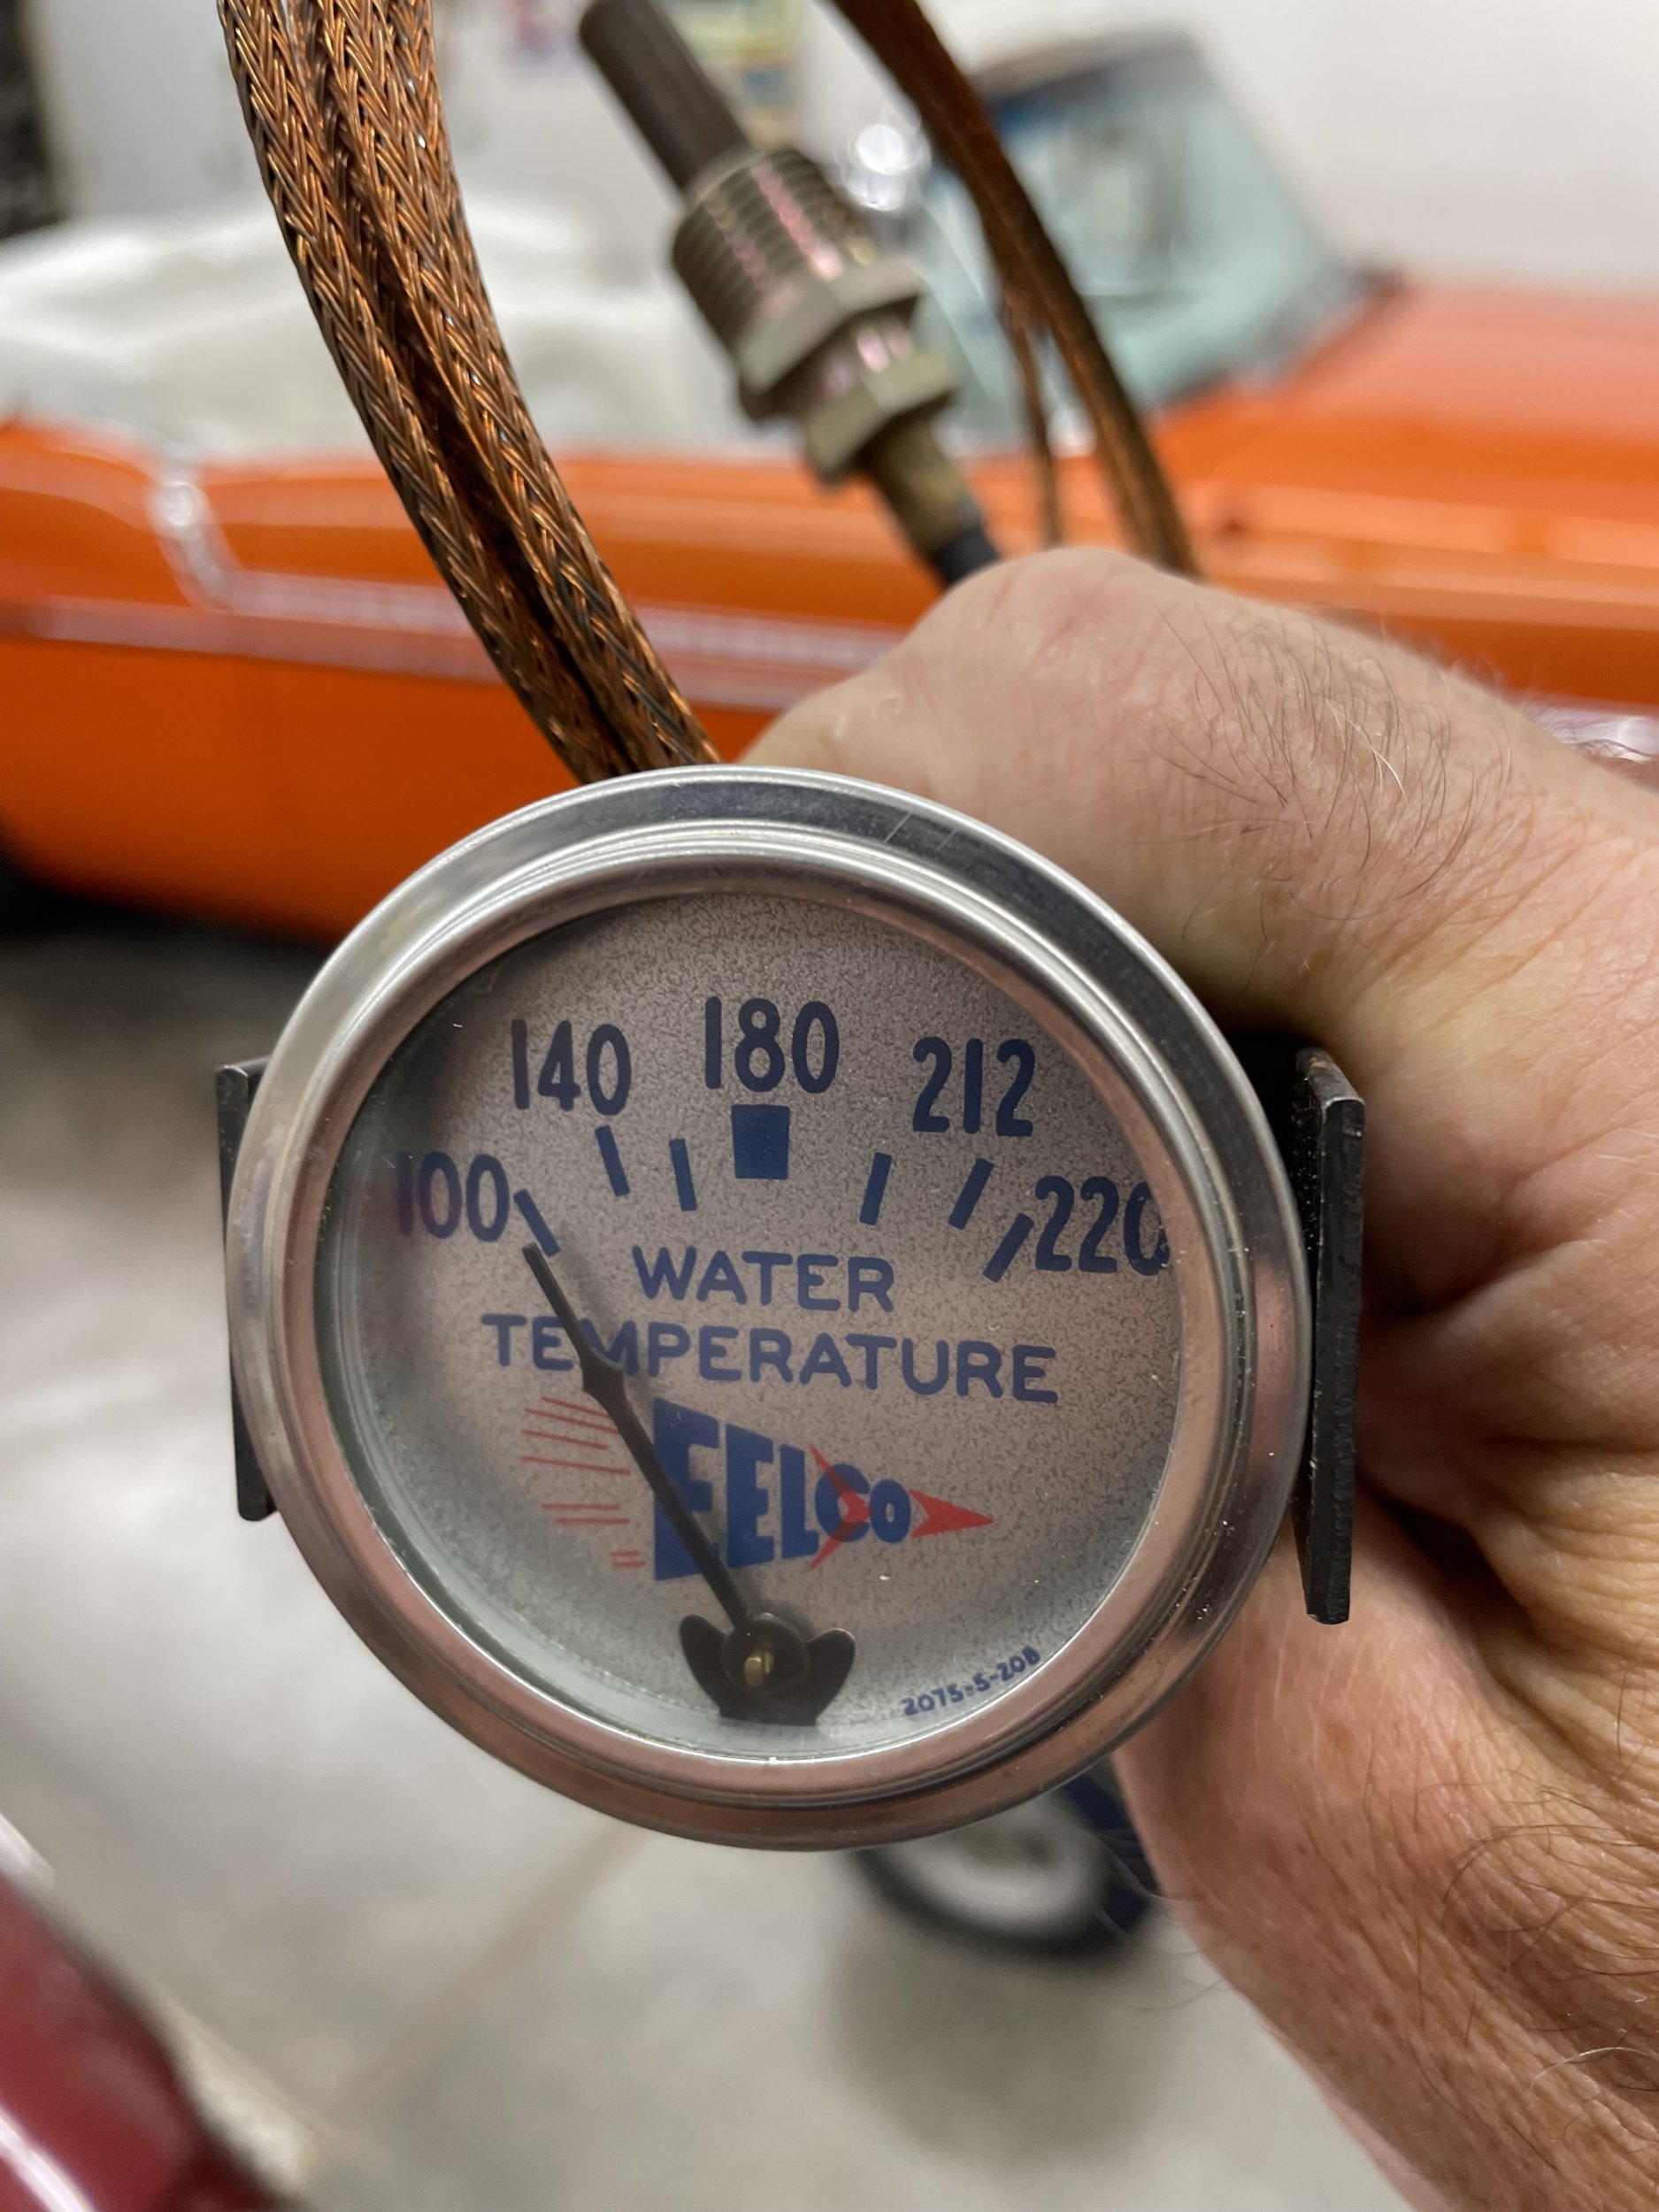 100 140 180 212 220
WATER
TEMPERATURE
EELCO
2075-5-208